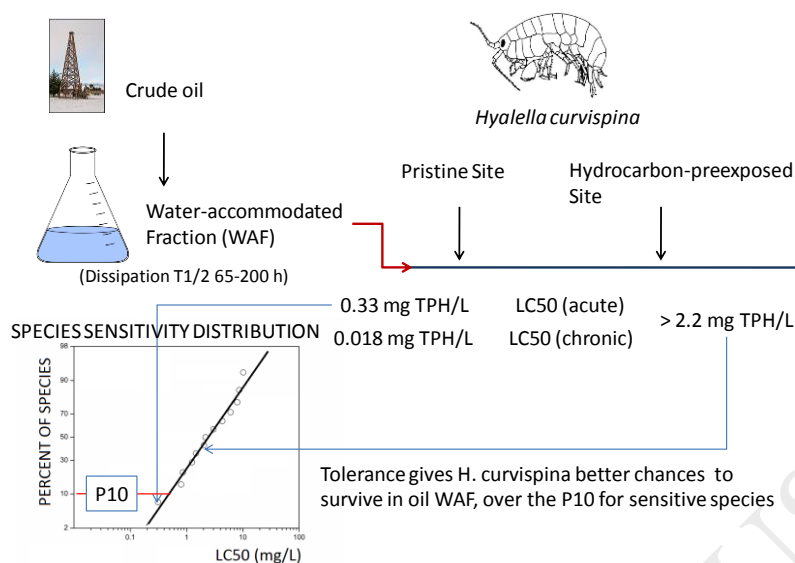 Crude oil
Hyalella curvispina
Pristine Site
Hydrocarbon-preexposed
Site
Water-accommodated
Fraction (WAF)
(Dissipation T1/2 65-200 h)
0.33 mg TPH/L
LC50 (acute)
> 2.2 mg TPH/L
0.018 mg TPH/L
LC50 (chronic)
SPECIES SENSITIVITY DISTRIBUTION
PERCENT OF SPECIES
98
90
70
50
30
10
2
P10
0.1
1
10
100
LC50 (mg/L)
Tolerance gives H. curvispina better chances to
survive in oil WAF, over the P10 for sensitive species